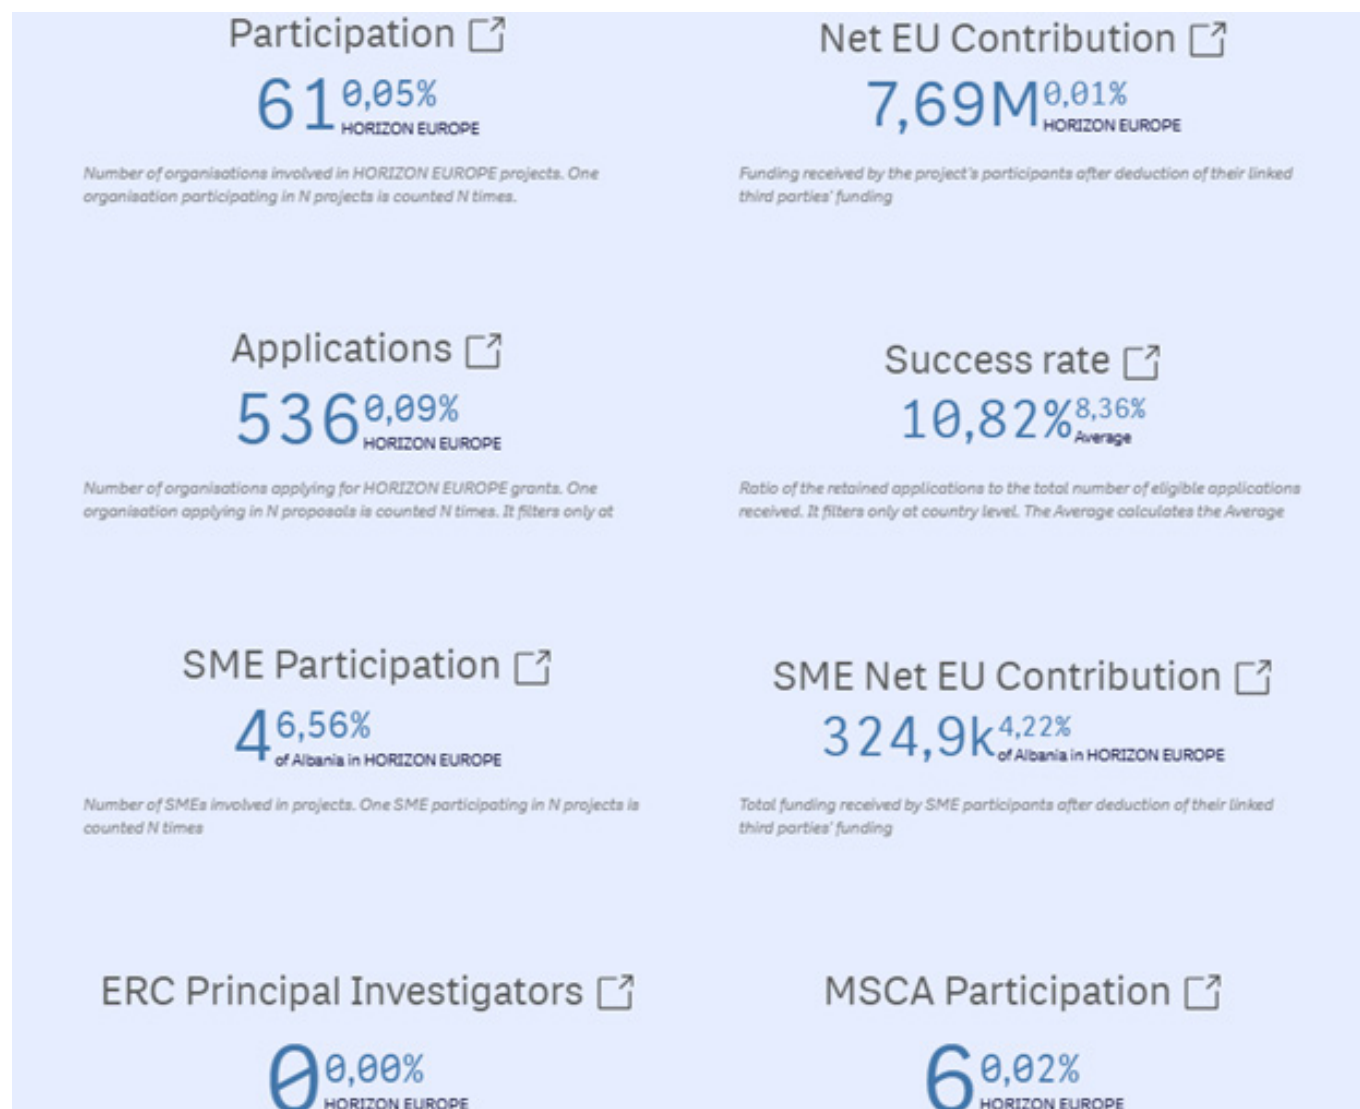 Participation
61 0,05%
HORIZON EUROPE
Number of organisations involved in HORIZON EUROPE projects. One
organisation participating in N projects is counted N times.
Net EU Contribution
7,69M 0,01%
HORIZON EUROPE
Funding received by the project's participants after deduction of their linked
third parties' funding
Applications
536 0,09%
HORIZON EUROPE
Number of organisations applying for HORIZON EUROPE grants. One
organisation applying in N proposals is counted N times. It filters only at
Success rate
10,82% 8,36%
Average
Ratio of the retained applications to the total number of eligible applications
received. It filters only at country level. The Average calculates the Average
SME Participation
4 6,56%
of Albania in HORIZON EUROPE
Number of SMEs involved in projects. One SME participating in N projects is
counted N times
SME Net EU Contribution
324,9k 4,22%
of Albania in HORIZON EUROPE
Total funding received by SME participants after deduction of their linked
third parties' funding
ERC Principal Investigators
0 0,00%
HORIZON EUROPE
MSCA Participation
6 0,02%
HORIZON EUROPE